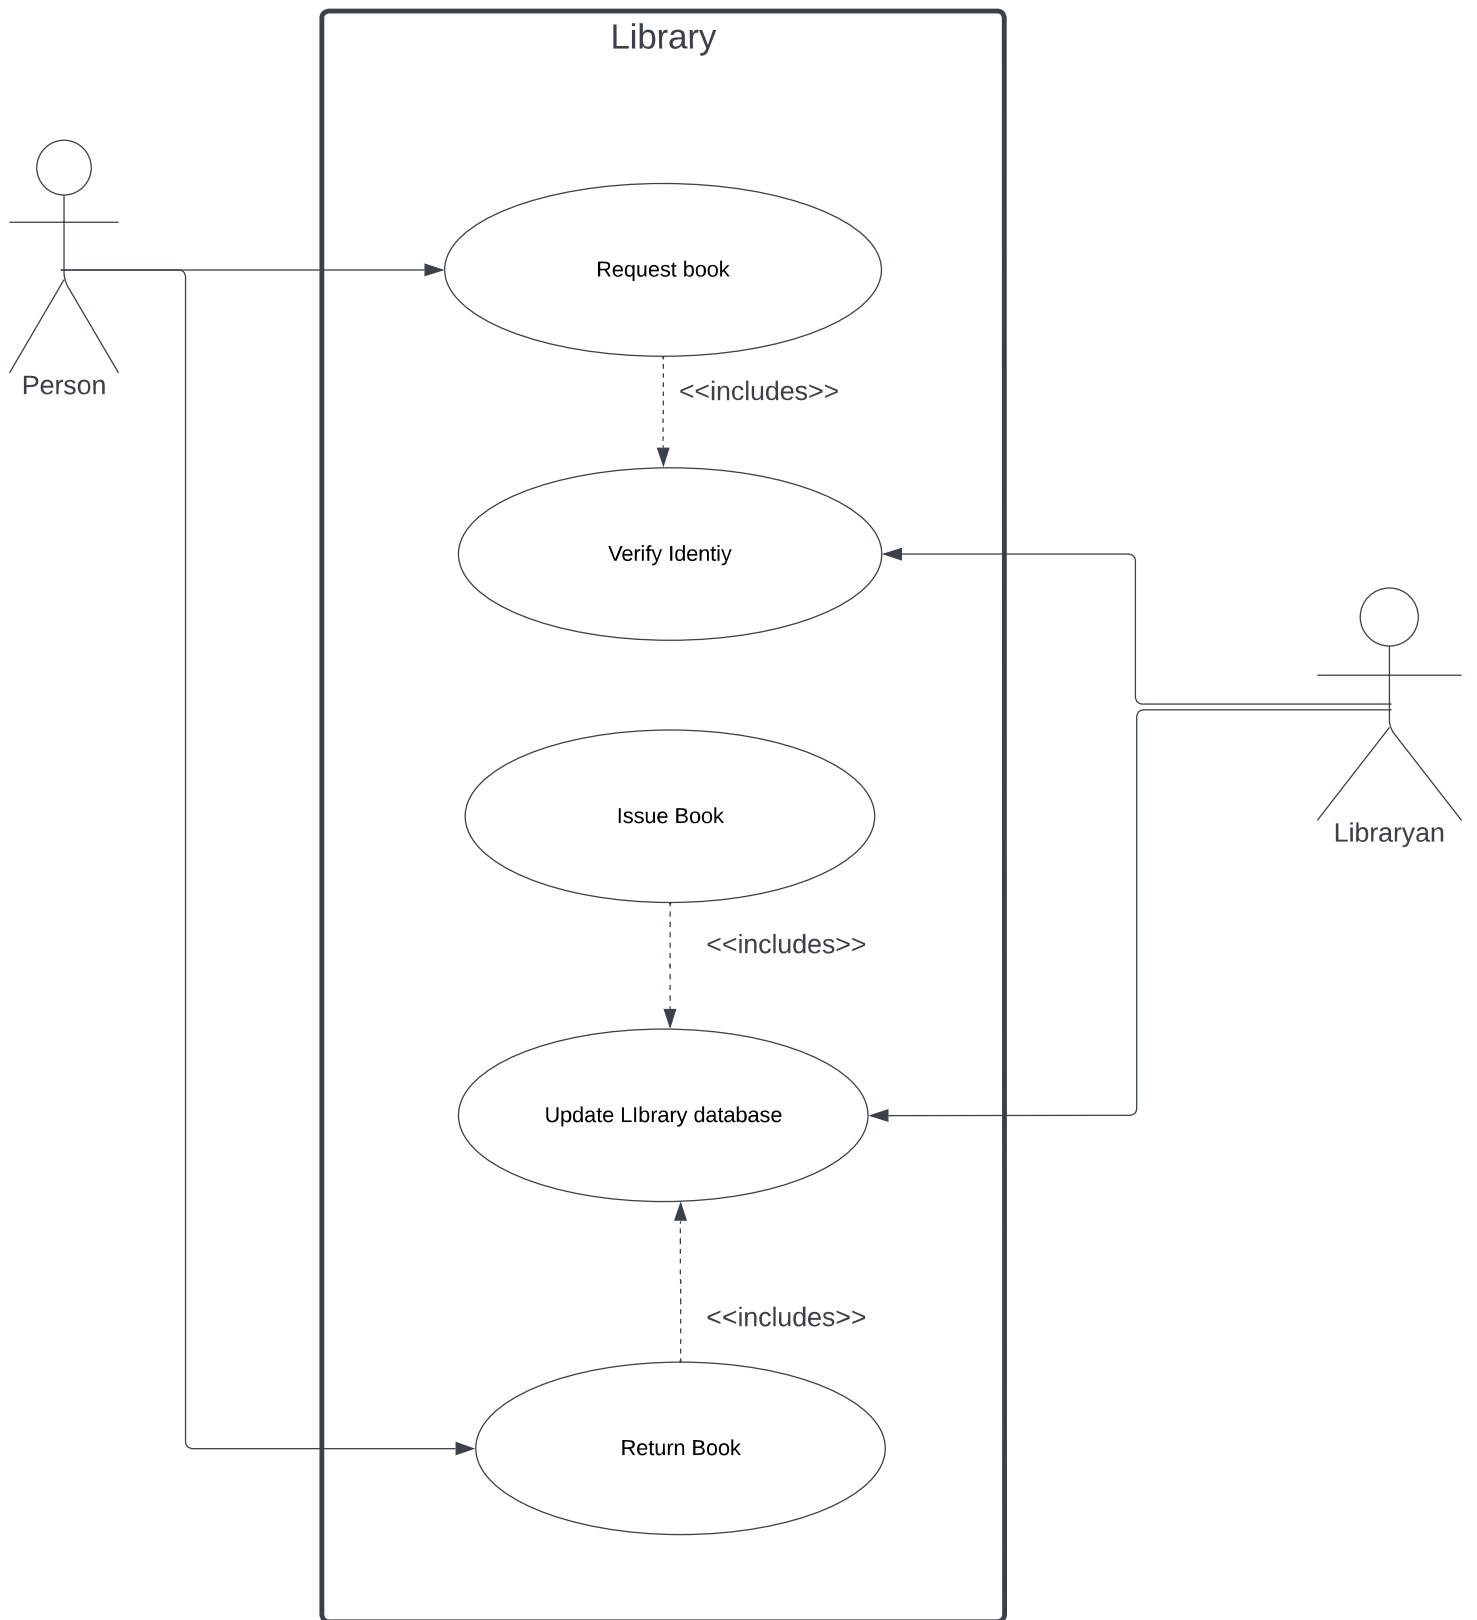 Library
Request book
Person
<<includes>>
Verify Identiy
Issue Book
Libraryan
<<includes>>
Update LIbrary database
<<includes>>
Return Book